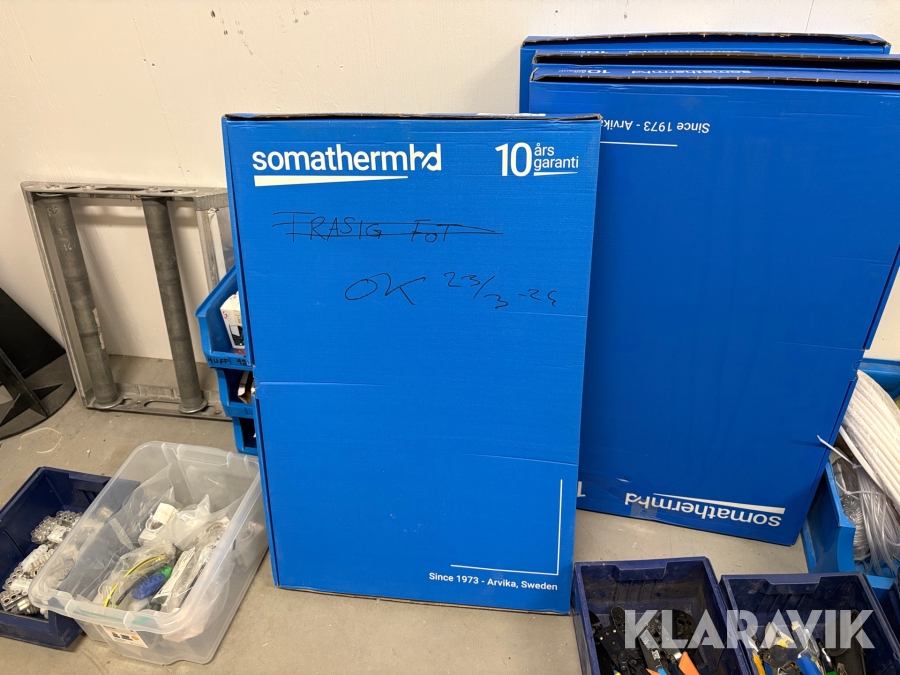 somathermhd
10 års
garanti
FRASIG FOT
OK 23/3-24
Since 1973 - Arvika, Sweden
somathermhd
Since 1973 - Arvika
somathermhd
KLARAVIK